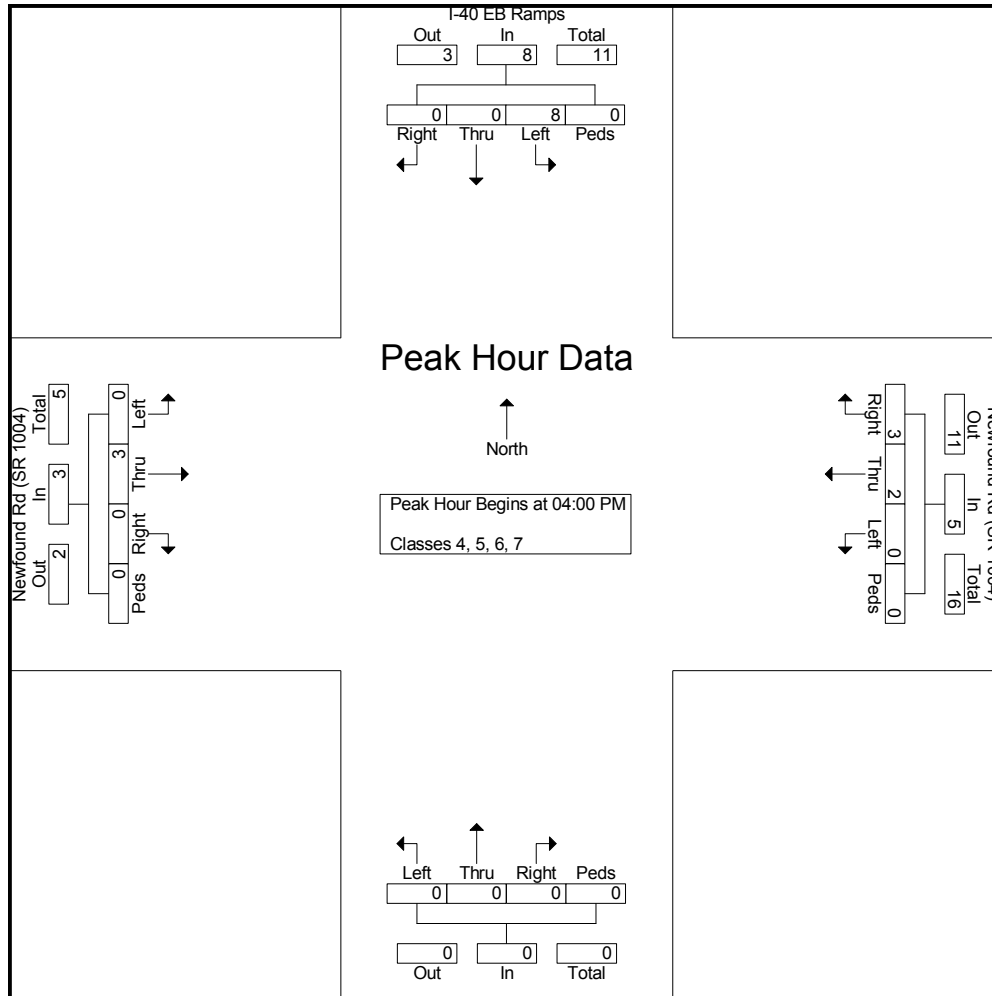 I-40 EB Ramps
Out In Total
3 8 11
0 0 8 0
Right Thru Left Peds
Peak Hour Data
North
Peak Hour Begins at 04:00 PM
Classes 4, 5, 6, 7
Newfound Rd (SR 1004)
Out In Total
2 3 5
0 3 0 0
Left Thru Right Peds
Newfound Rd (SR 1004)
Out In Total
11 5 16
3 2 0 0
Right Thru Left Peds
Left Thru Right Peds
0 0 0 0
0 0 0
Out In Total